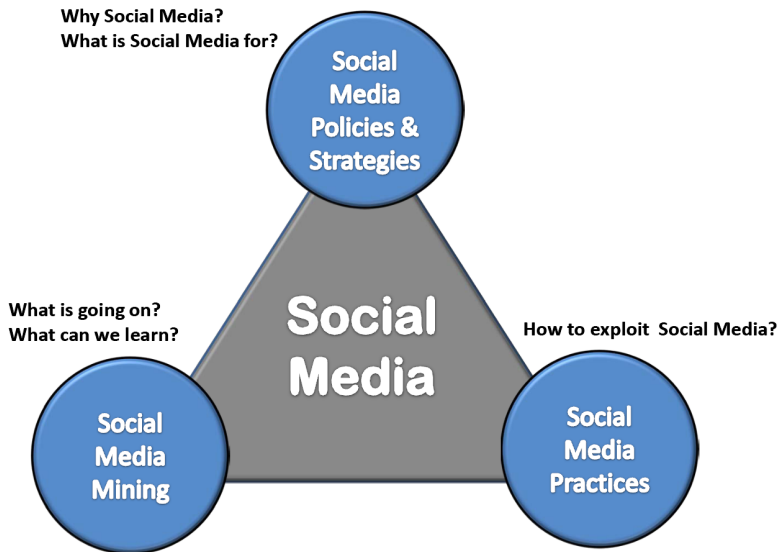 Why Social Media?
What is Social Media for?
Social
Media
Policies &
Strategies
Social
Media
What is going on?
What can we learn?
How to exploit Social Media?
Social
Media
Mining
Social
Media
Practices